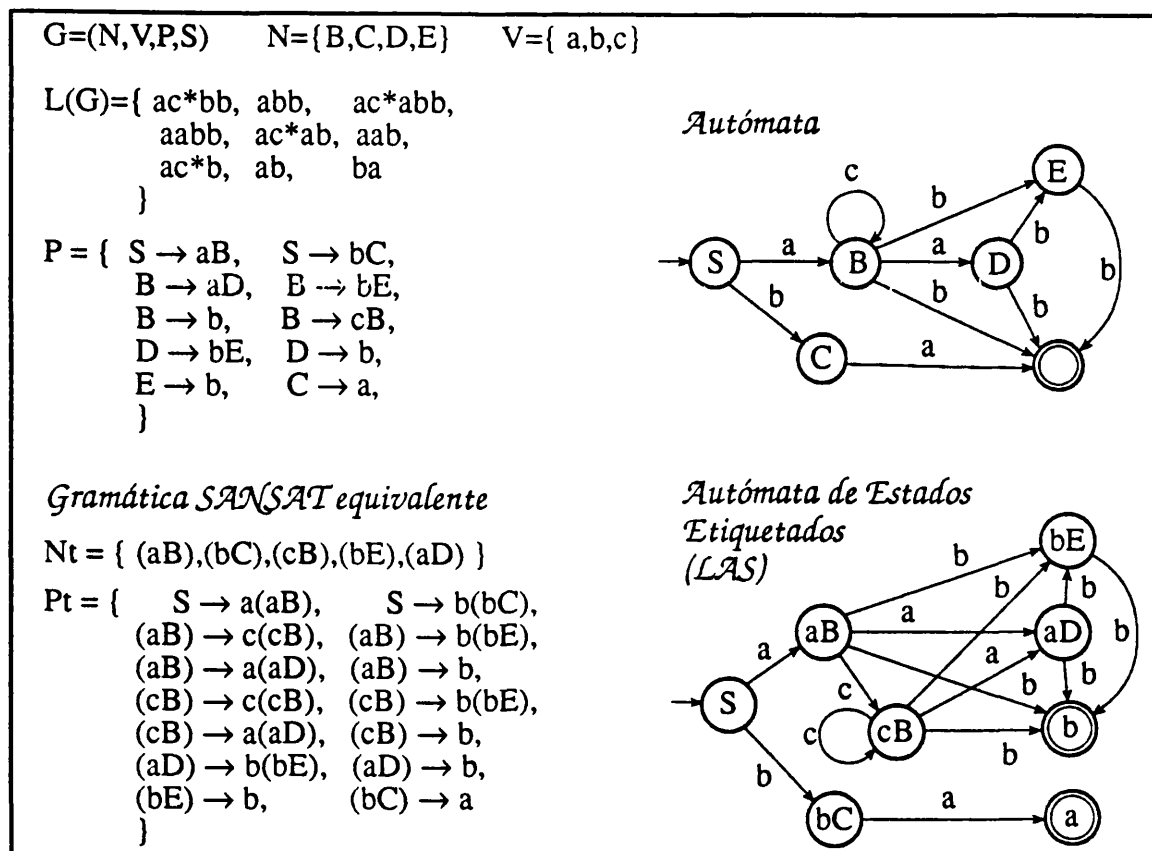 G=(N,V,P,S) N={B,C,D,E} V={ a,b,c}
L(G)={ ac*bb, abb, ac*abb,
aabb, ac*ab, aab,
ac*b, ab, ba
}
P = { S → aB, S → bC,
B → aD, B → bE,
B → b, B → cB,
D → bE, D → b,
E → b, C → a,
}
Autómata
c
E
b
b
S
a
B
a
D
b
b
b
b
C
a
Gramática SANSAT equivalente
Nt = { (aB),(bC),(cB),(bE),(aD) }
Pt = { S → a(aB), S → b(bC),
(aB) → c(cB), (aB) → b(bE),
(aB) → a(aD), (aB) → b,
(cB) → c(cB), (cB) → b(bE),
(cB) → a(aD), (cB) → b,
(aD) → b(bE), (aD) → b,
(bE) → b, (bC) → a
}
Autómata de Estados
Etiquetados
(LAS)
bE
b
b
b
aB
a
aD
b
a
a
b
b
S
c
c
cB
b
b
b
bC
a
a